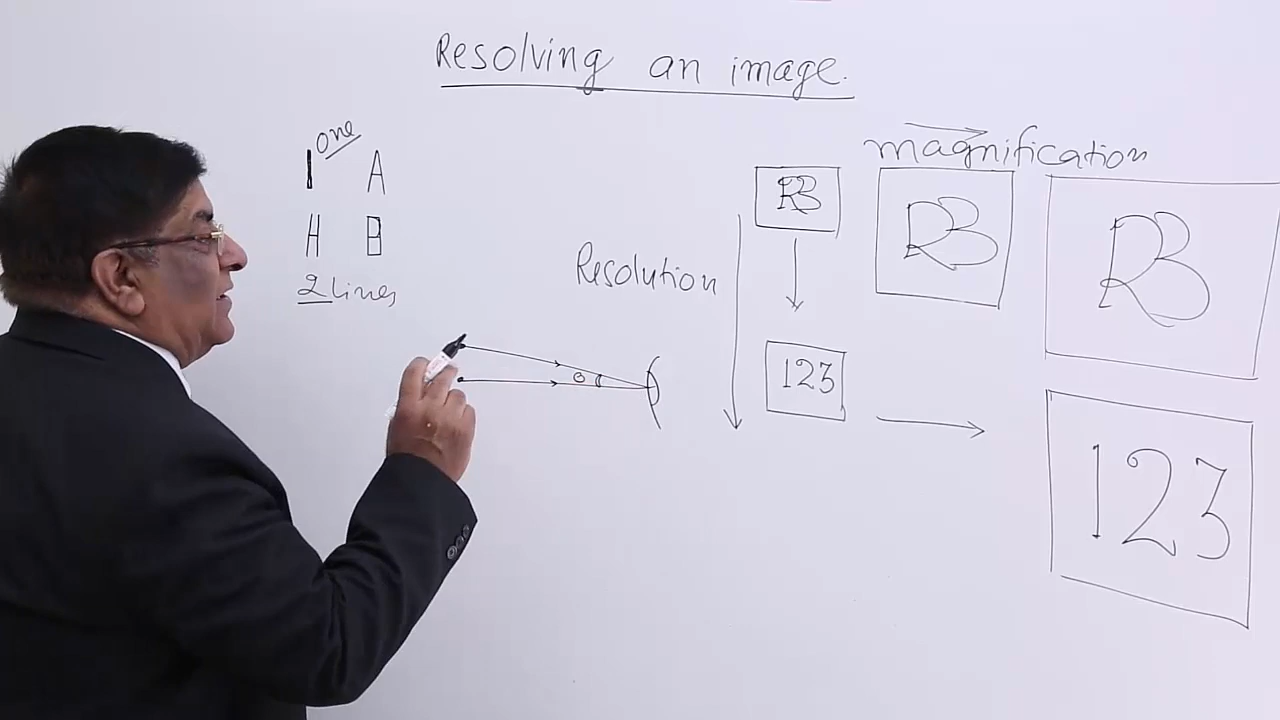 Resolving an image.
one
I A
H B
2 lines
magnification
RB
RB
RB
Resolution
θ
123
123